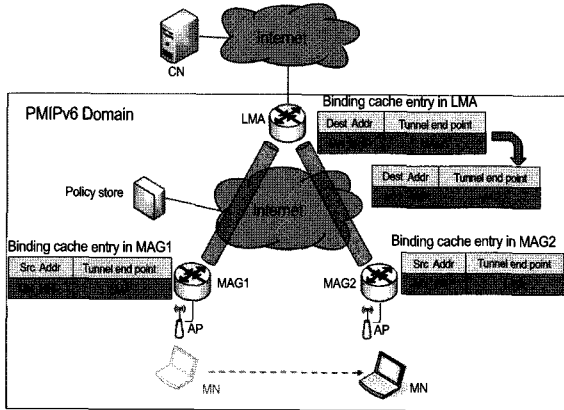 Internet
CN
PMIPv6 Domain
LMA
Binding cache entry in LMA
Dest Addr Tunnel end point
Dest Addr Tunnel end point
Policy store
Internet
Binding cache entry in MAG1
Src Addr Tunnel end point
MAG1
Binding cache entry in MAG2
Src Addr Tunnel end point
MAG2
AP
AP
MN
MN